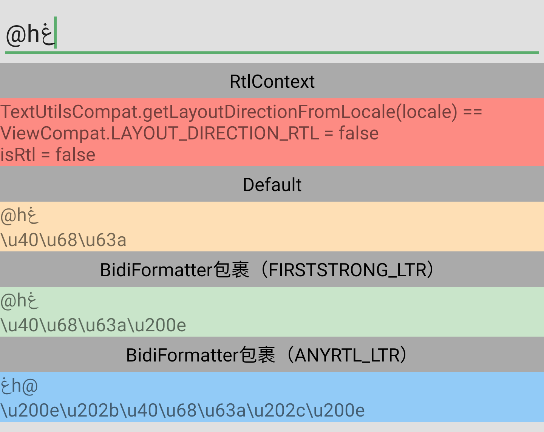 @hغ
RtlContext
TextUtilsCompat.getLayoutDirectionFromLocale(locale) ==
ViewCompat.LAYOUT_DIRECTION_RTL = false
isRtl = false
Default
@hغ
\u40\u68\u63a
BidiFormatter包裹（FIRSTSTRONG_LTR）
@hغ
\u40\u68\u63a\u200e
BidiFormatter包裹（ANYRTL_LTR）
غh@
\u200e\u202b\u40\u68\u63a\u202c\u200e